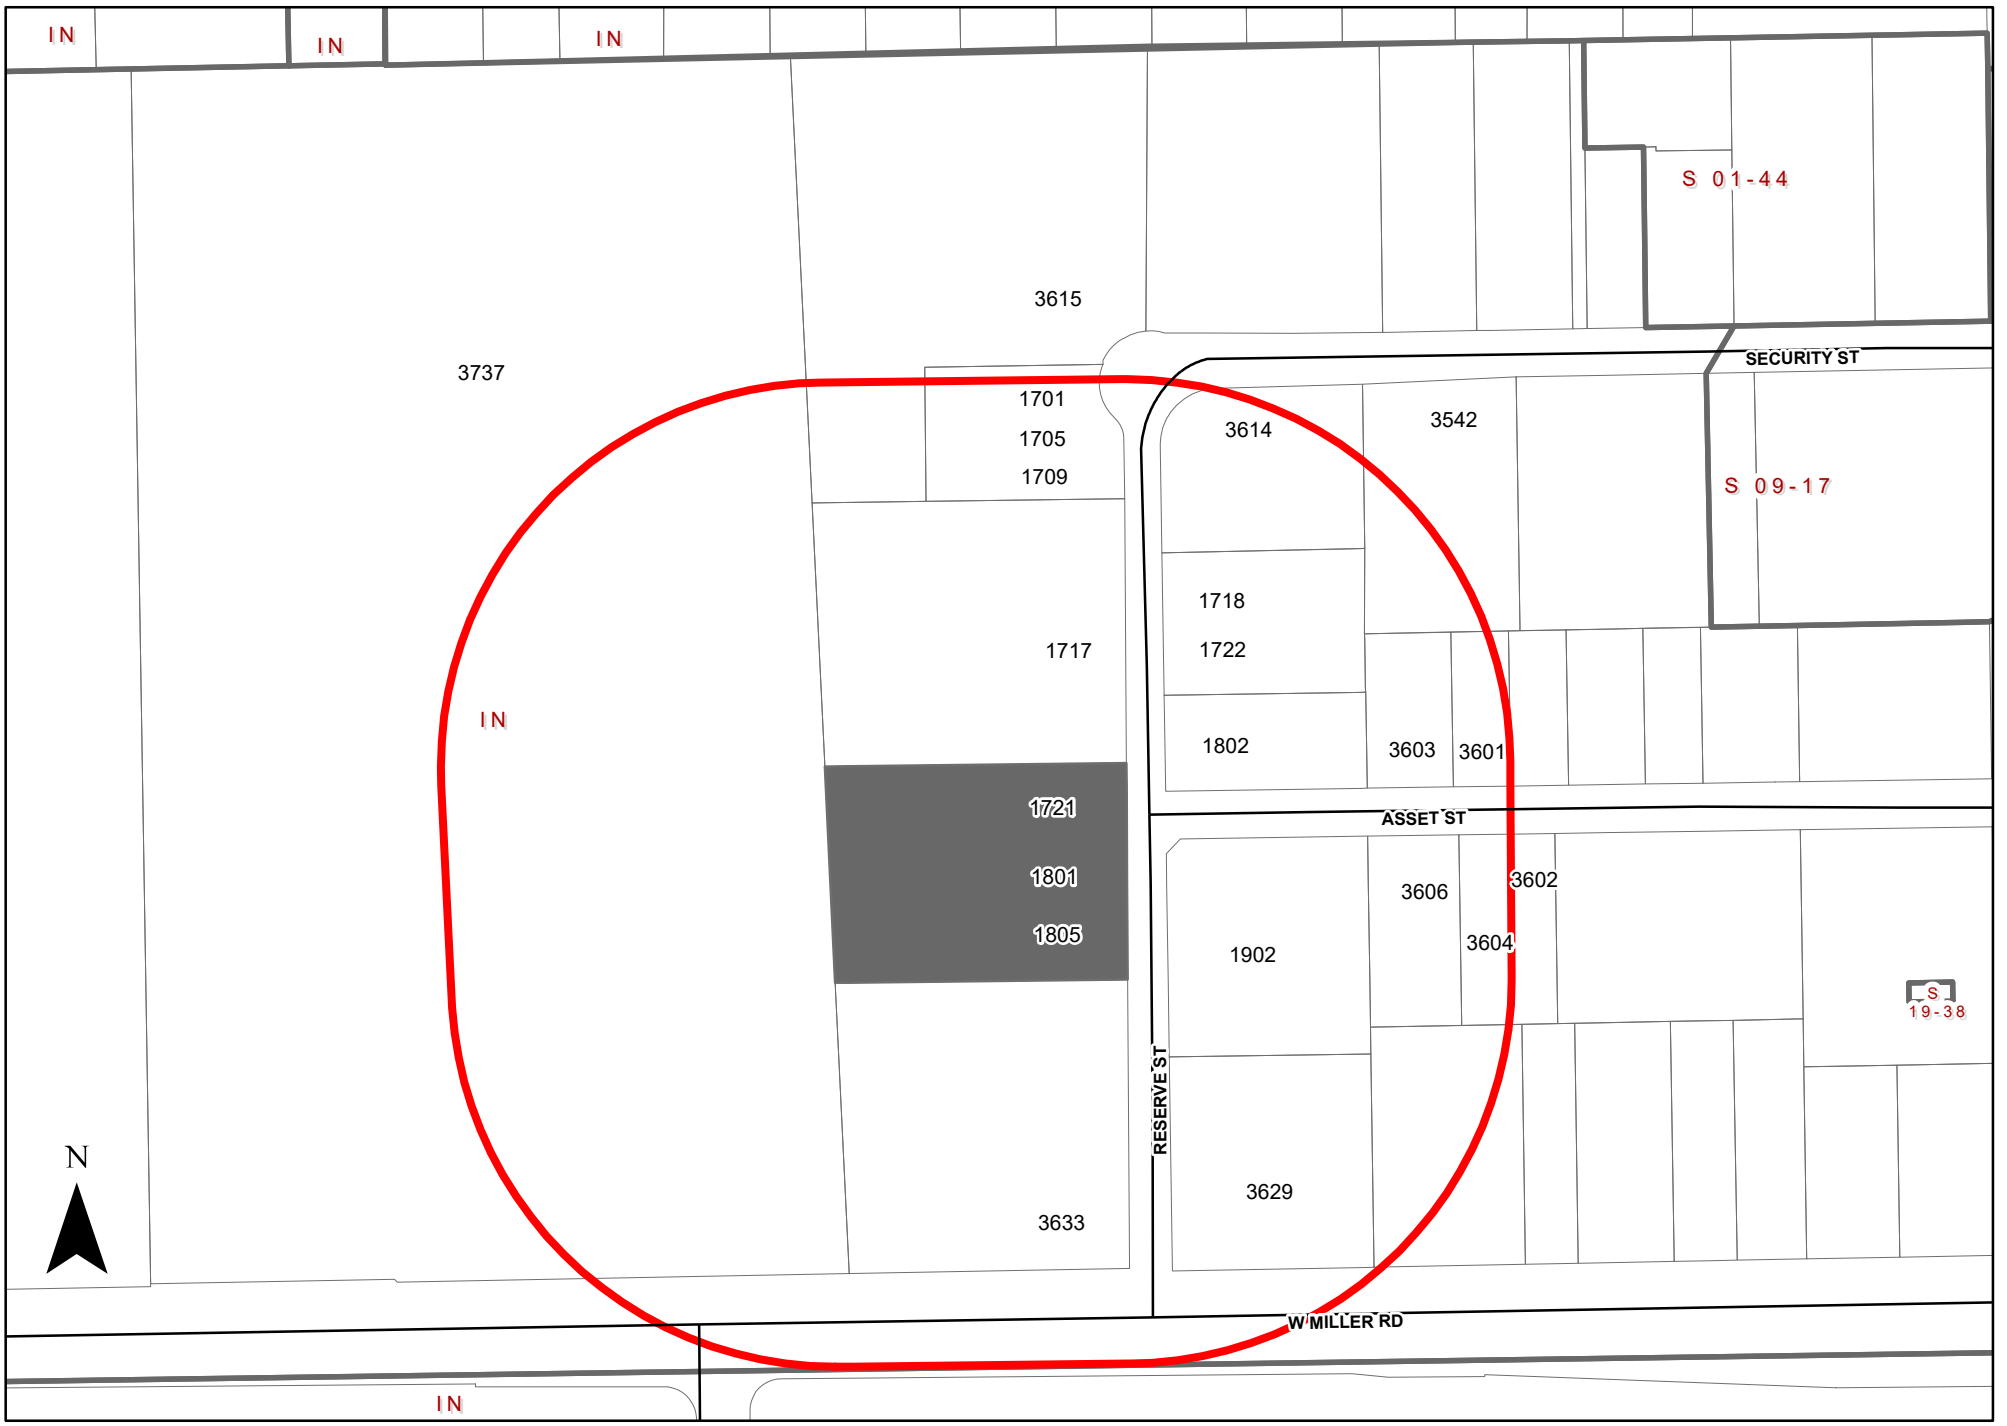 IN
IN
IN
S 01-44
3615
SECURITY ST
3737
1701
1705
1709
3614
3542
S 09-17
1718
1722
1717
IN
1802
3603
3601
1721
ASSET ST
1801
3606
3602
1805
3604
1902
S
19-38
RESERVE ST
N
3629
3633
W MILLER RD
IN